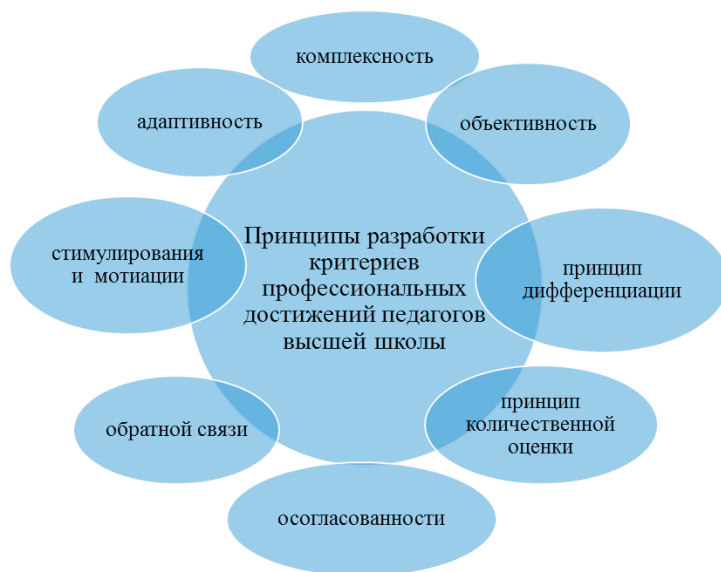 комплексность
адаптивность
объективность
Принципы разработки
критериев
профессиональных
достижений педагогов
высшей школы
стимулирования
и мотиации
принцип
дифференциации
обратной связи
принцип
количественной
оценки
осогласованности